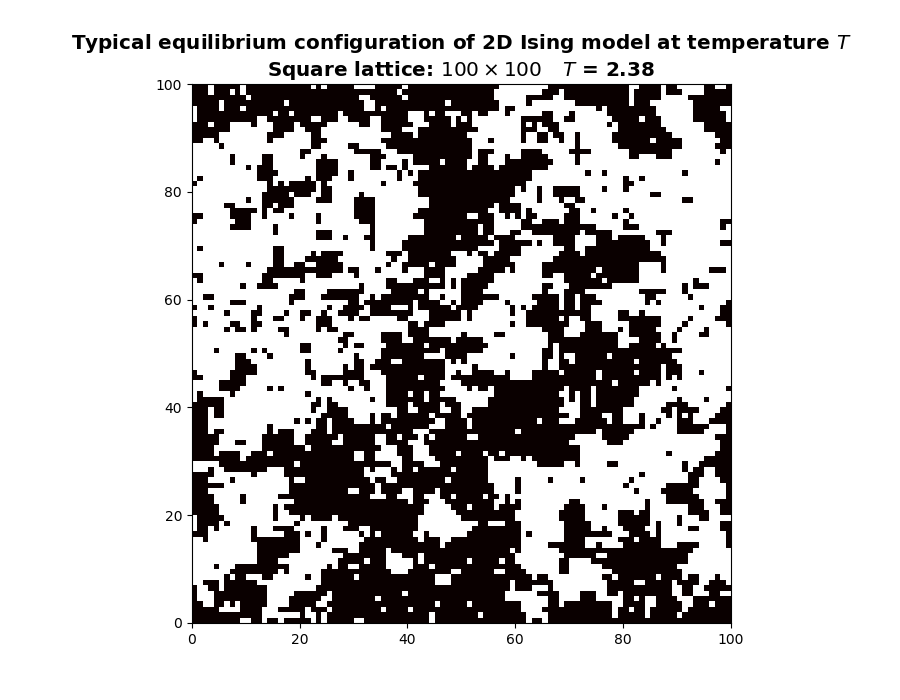 Typical equilibrium configuration of 2D Ising model at temperature T
Square lattice: 100 × 100 T = 2.38
100
80
60
40
20
0
0 20 40 60 80 100